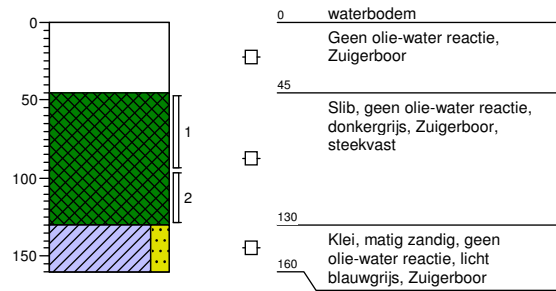 0
50
100
150
1
2
0 waterbodem
Geen olie-water reactie,
Zuigerboor
45
Slib, geen olie-water reactie,
donkergrijs, Zuigerboor,
steekvast
130
Klei, matig zandig, geen
olie-water reactie, licht
blauwgrijs, Zuigerboor
160